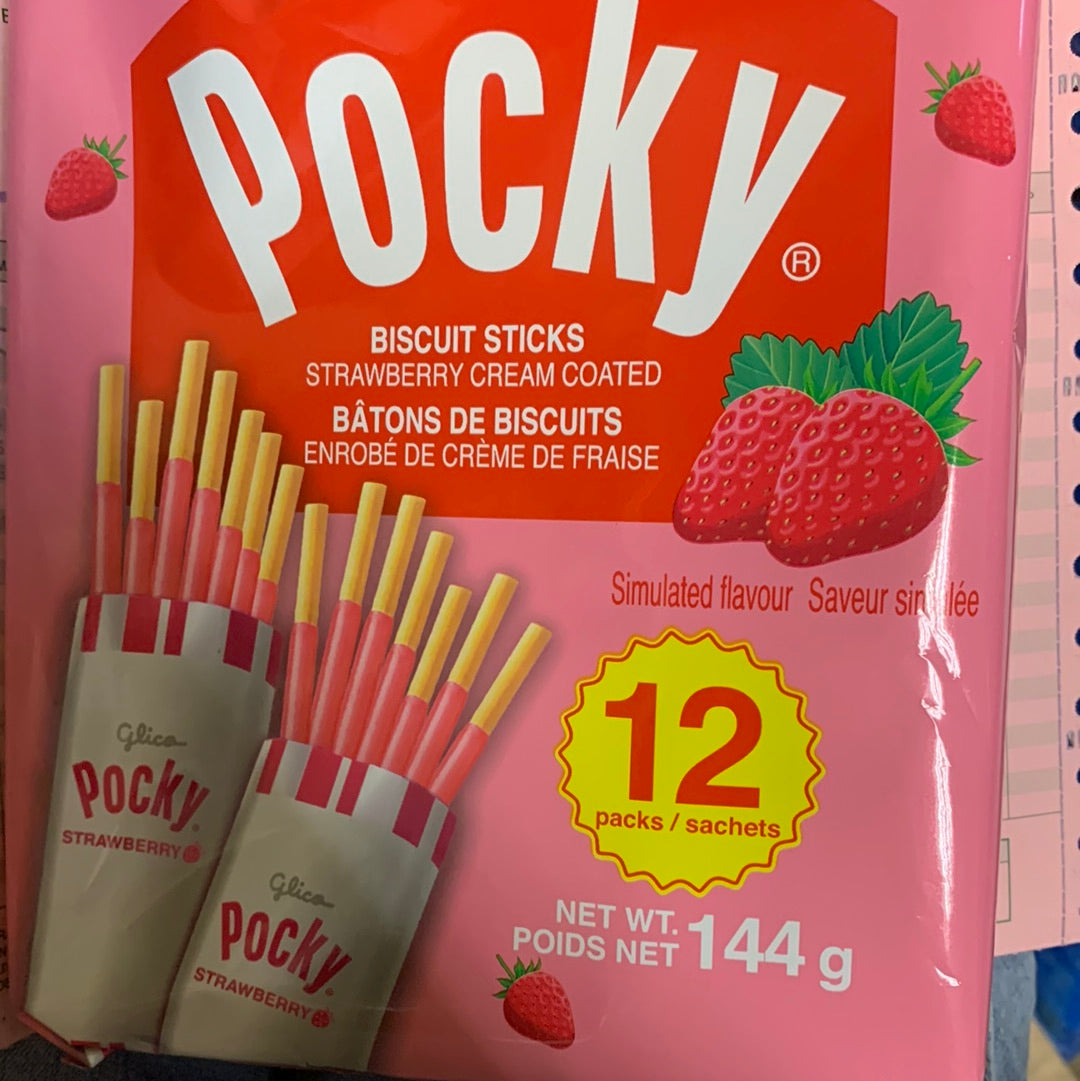 Pocky®
BISCUIT STICKS
STRAWBERRY CREAM COATED
BÂTONS DE BISCUITS
ENROBÉ DE CRÈME DE FRAISE
Simulated flavour Saveur
12
packs / sachets
NET WT.
POIDS NET 144 g
Glico
Pocky®
STRAWBERRY
Glico
Pocky®
STRAWBERRY